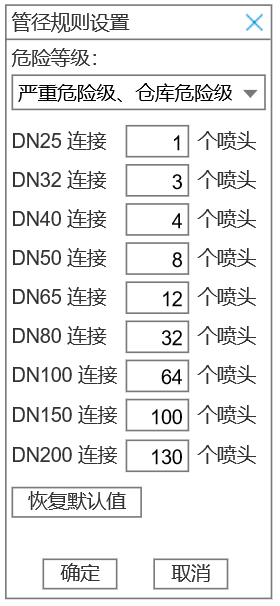 管径规则设置
危险等级：
严重危险级、仓库危险级
DN25 连接 1 个喷头
DN32 连接 3 个喷头
DN40 连接 4 个喷头
DN50 连接 8 个喷头
DN65 连接 12 个喷头
DN80 连接 32 个喷头
DN100 连接 64 个喷头
DN150 连接 100 个喷头
DN200 连接 130 个喷头
恢复默认值
确定 取消